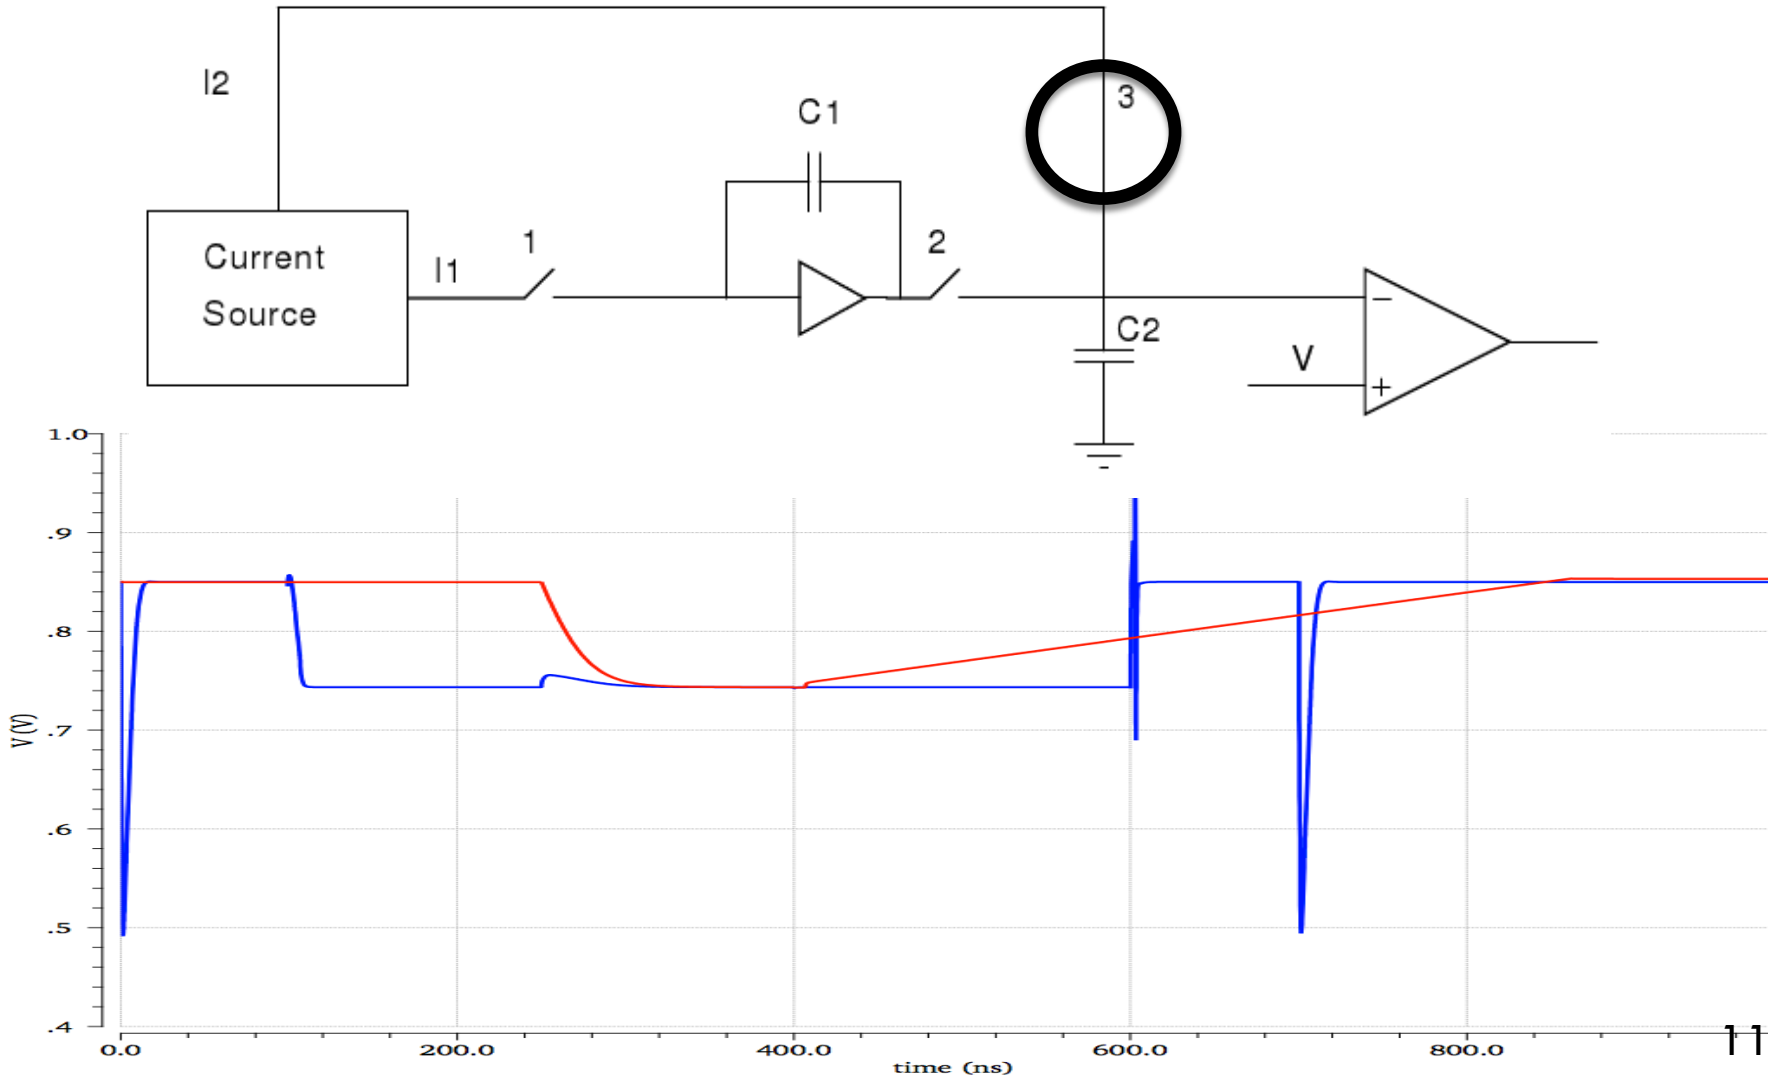 I2
C1
3
Current
Source
I1
1
2
C2
V
−
+
1.0
.9
.8
.7
.6
.5
.4
V (V)
0.0 200.0 400.0 600.0 800.0
time (ns)
11